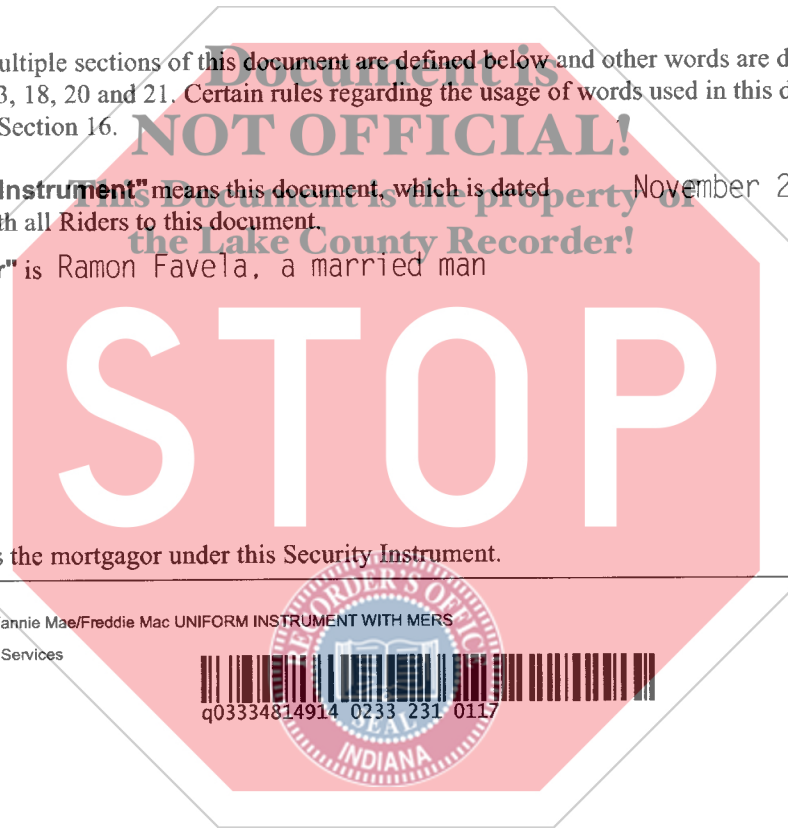 ultiple sections of this document are defined below and other words are d
Document is
3, 18, 20 and 21. Certain rules regarding the usage of words used in this d
Section 16.
NOT OFFICIAL!
Instrument" means this document, which is dated November 2
This Document is the property of
th all Riders to this document.
the Lake County Recorder!
r" is Ramon Favela, a married man
STOP
s the mortgagor under this Security Instrument.
annie Mae/Freddie Mac UNIFORM INSTRUMENT WITH MERS
Services
q03334814914 0233 231 0117
RECORDER'S OFFICE
SEAL
INDIANA